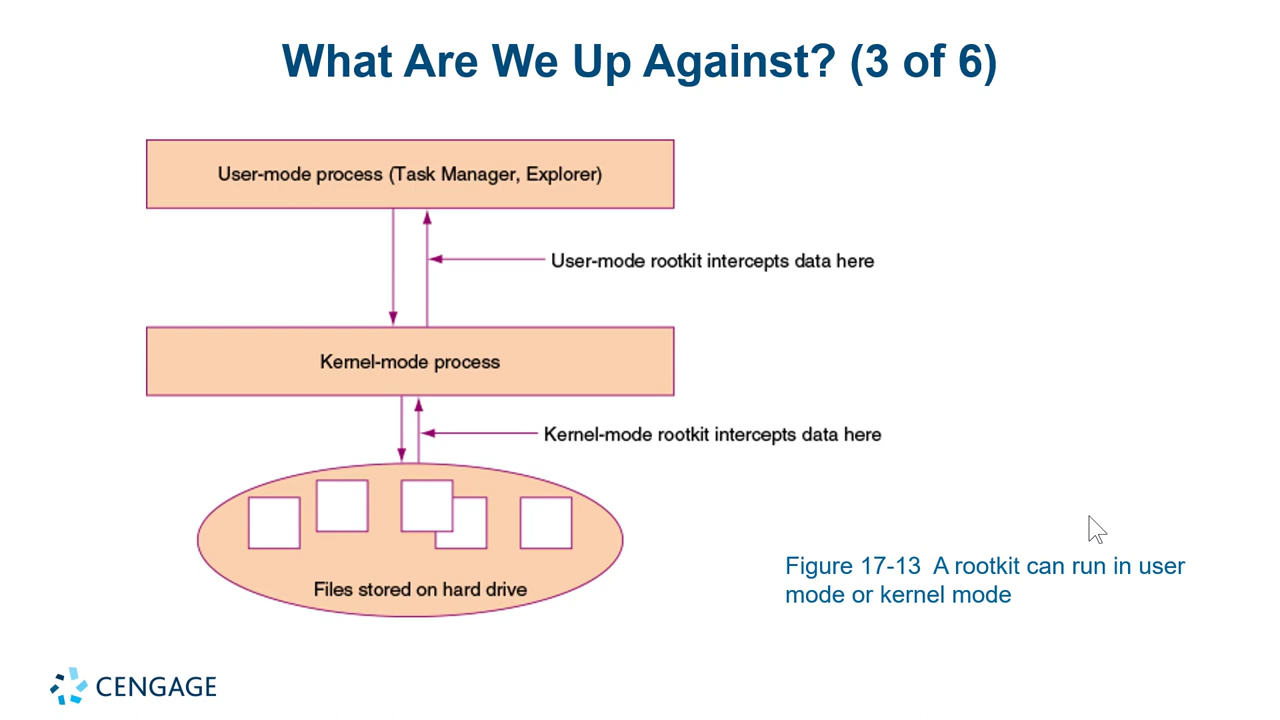 What Are We Up Against? (3 of 6)
User-mode process (Task Manager, Explorer)
User-mode rootkit intercepts data here
Kernel-mode process
Kernel-mode rootkit intercepts data here
Files stored on hard drive
Figure 17-13  A rootkit can run in user
mode or kernel mode
CENGAGE